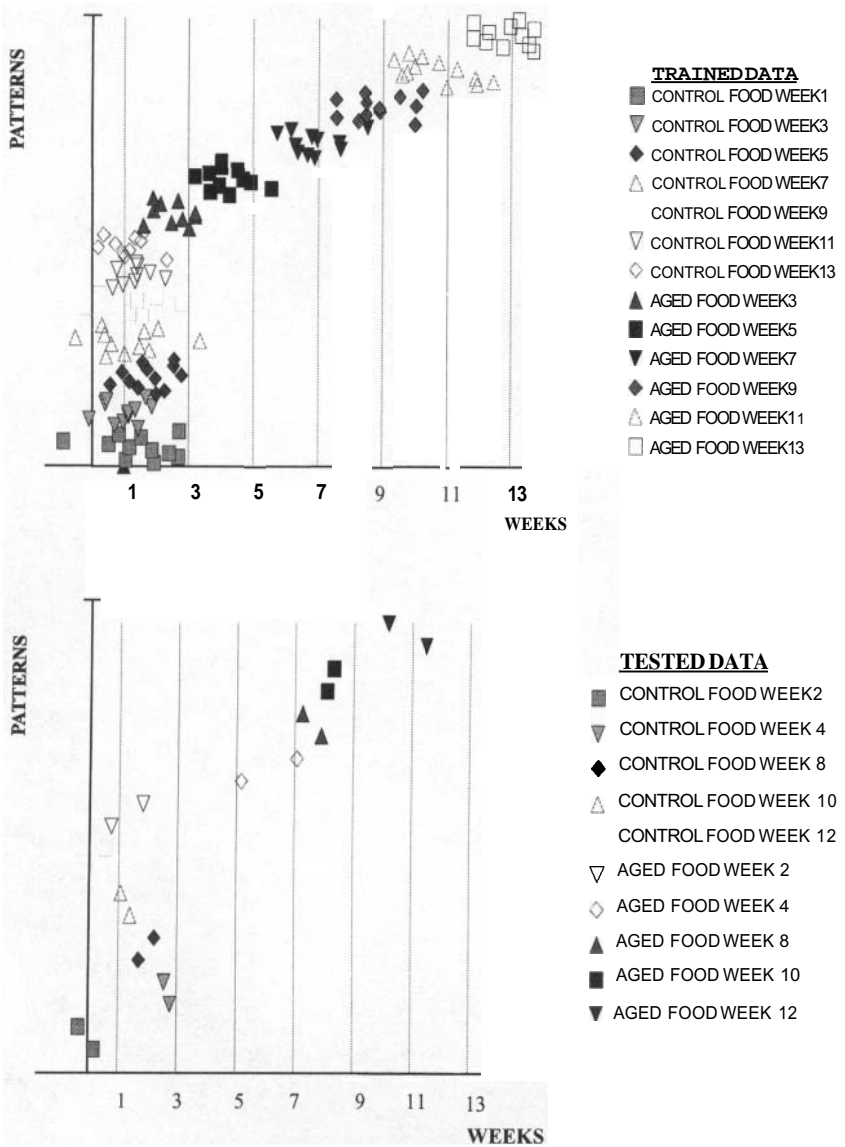 PATTERNS
1 3 5 7 9 11 13
WEEKS
TRAINED DATA
CONTROL FOOD WEEK1
CONTROL FOOD WEEK3
CONTROL FOOD WEEK5
CONTROL FOOD WEEK7
CONTROL FOOD WEEK9
CONTROL FOOD WEEK11
CONTROL FOOD WEEK13
AGED FOOD WEEK3
AGED FOOD WEEK5
AGED FOOD WEEK7
AGED FOOD WEEK9
AGED FOOD WEEK11
AGED FOOD WEEK13
PATTERNS
1 3 5 7 9 11 13
WEEKS
TESTED DATA
CONTROL FOOD WEEK2
CONTROL FOOD WEEK 4
CONTROL FOOD WEEK 8
CONTROL FOOD WEEK 10
CONTROL FOOD WEEK 12
AGED FOOD WEEK 2
AGED FOOD WEEK 4
AGED FOOD WEEK 8
AGED FOOD WEEK 10
AGED FOOD WEEK 12